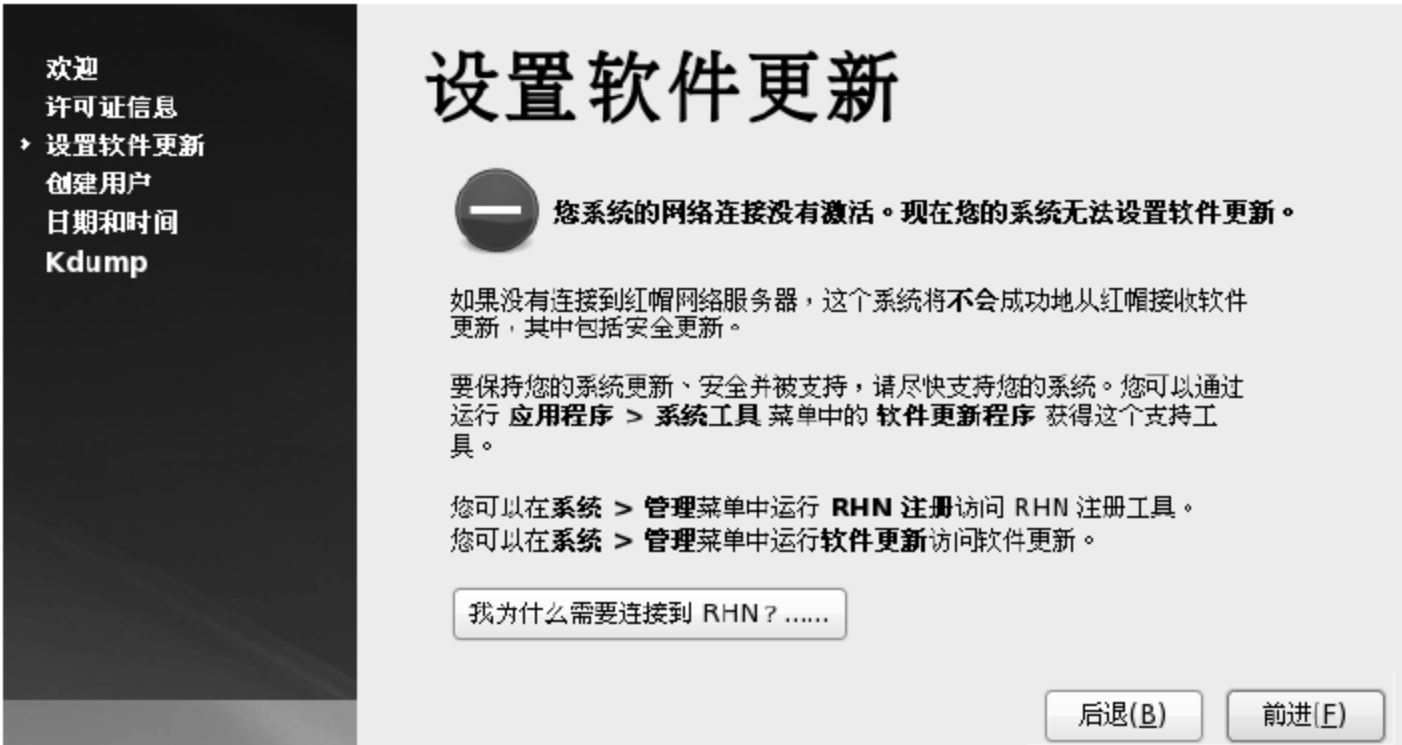 欢迎
许可证信息
设置软件更新
创建用户
日期和时间
Kdump
设置软件更新
您系统的网络连接没有激活。现在您的系统无法设置软件更新。
如果没有连接到红帽网络服务器，这个系统将不会成功地从红帽接收软件
更新，其中包括安全更新。
要保持您的系统更新、安全并被支持，请尽快支持您的系统。您可以通过
运行 应用程序 > 系统工具 菜单中的 软件更新程序 获得这个支持工
具。
您可以在系统 > 管理菜单中运行 RHN 注册访问 RHN 注册工具。
您可以在系统 > 管理菜单中运行软件更新访问软件更新。
我为什么需要连接到 RHN？……
后退(B)
前进(F)